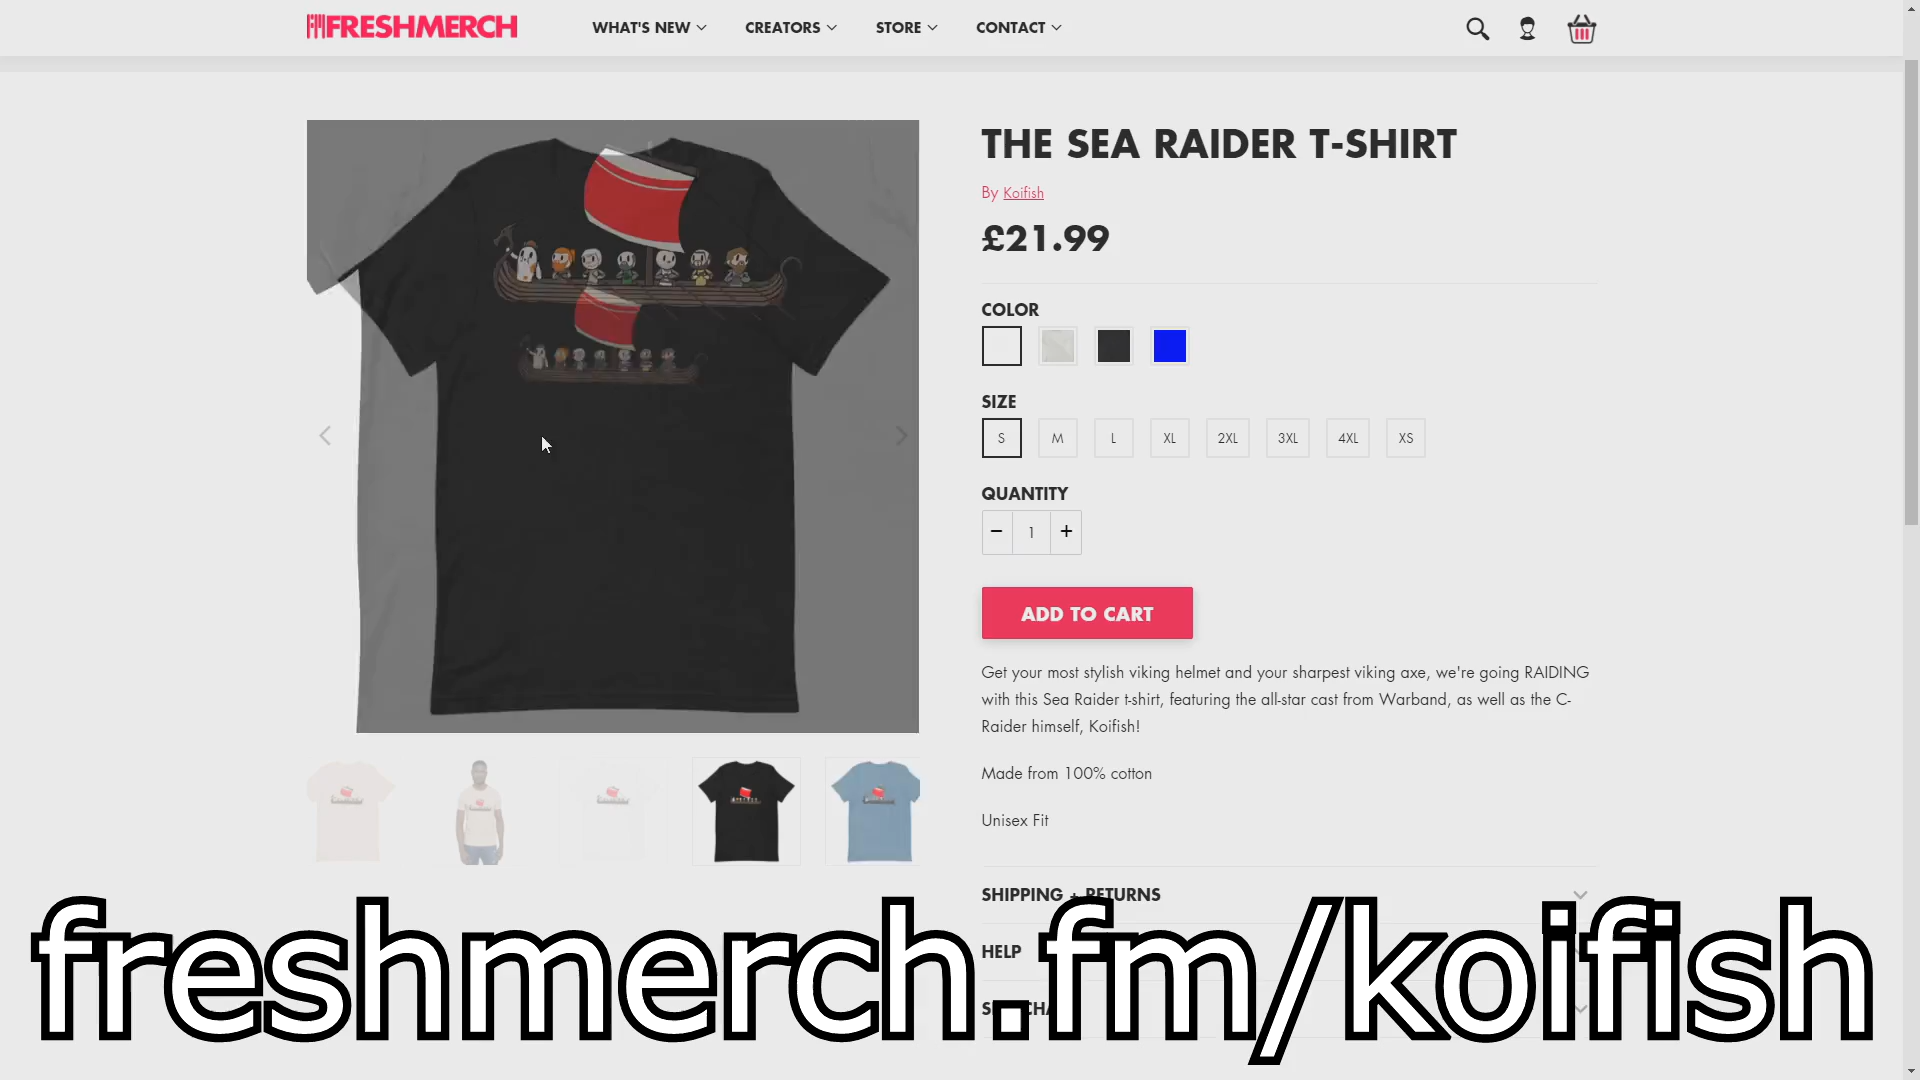 FRESHMERCH
WHAT'S NEW
CREATORS
STORE
CONTACT
THE SEA RAIDER T-SHIRT
By Koifish
£21.99
COLOR
SIZE
S
M
L
XL
2XL
3XL
4XL
XS
QUANTITY
− 1 +
ADD TO CART
Get your most stylish viking helmet and your sharpest viking axe, we're going RAIDING
with this Sea Raider t-shirt, featuring the all-star cast from Warband, as well as the C-
Raider himself, Koifish!
Made from 100% cotton
Unisex Fit
SHIPPING + RETURNS
HELP
freshmerch.fm/koifish